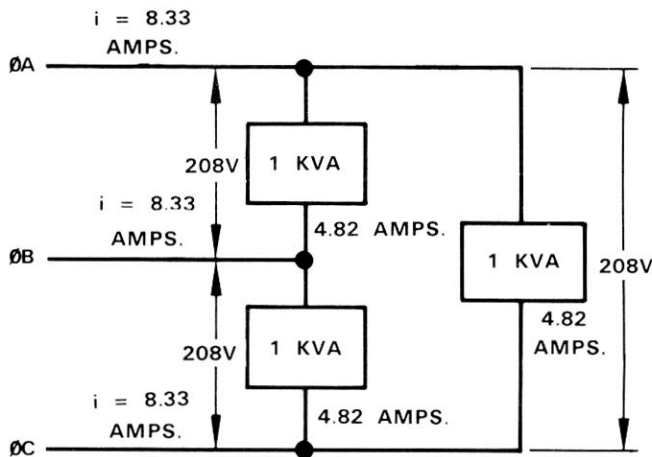 i = 8.33
AMPS.
ØA
208V
1 KVA
i = 8.33
AMPS.
4.82 AMPS.
ØB
1 KVA
208V
4.82
AMPS.
208V
1 KVA
i = 8.33
AMPS.
4.82 AMPS.
ØC